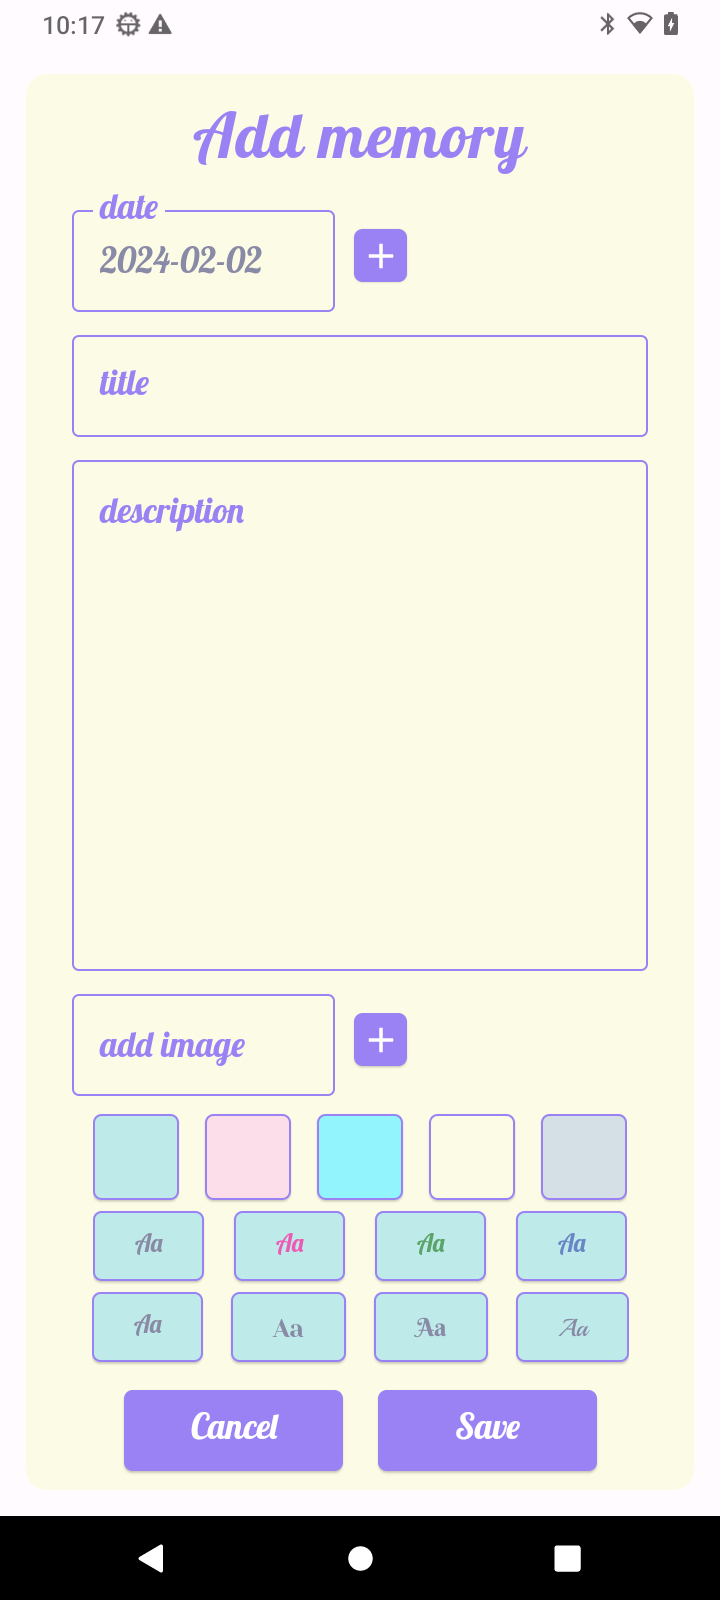 10:17
Add memory
date
2024-02-02
title
description
add image
Aa Aa Aa Aa
Aa Aa Aa Aa
Cancel Save